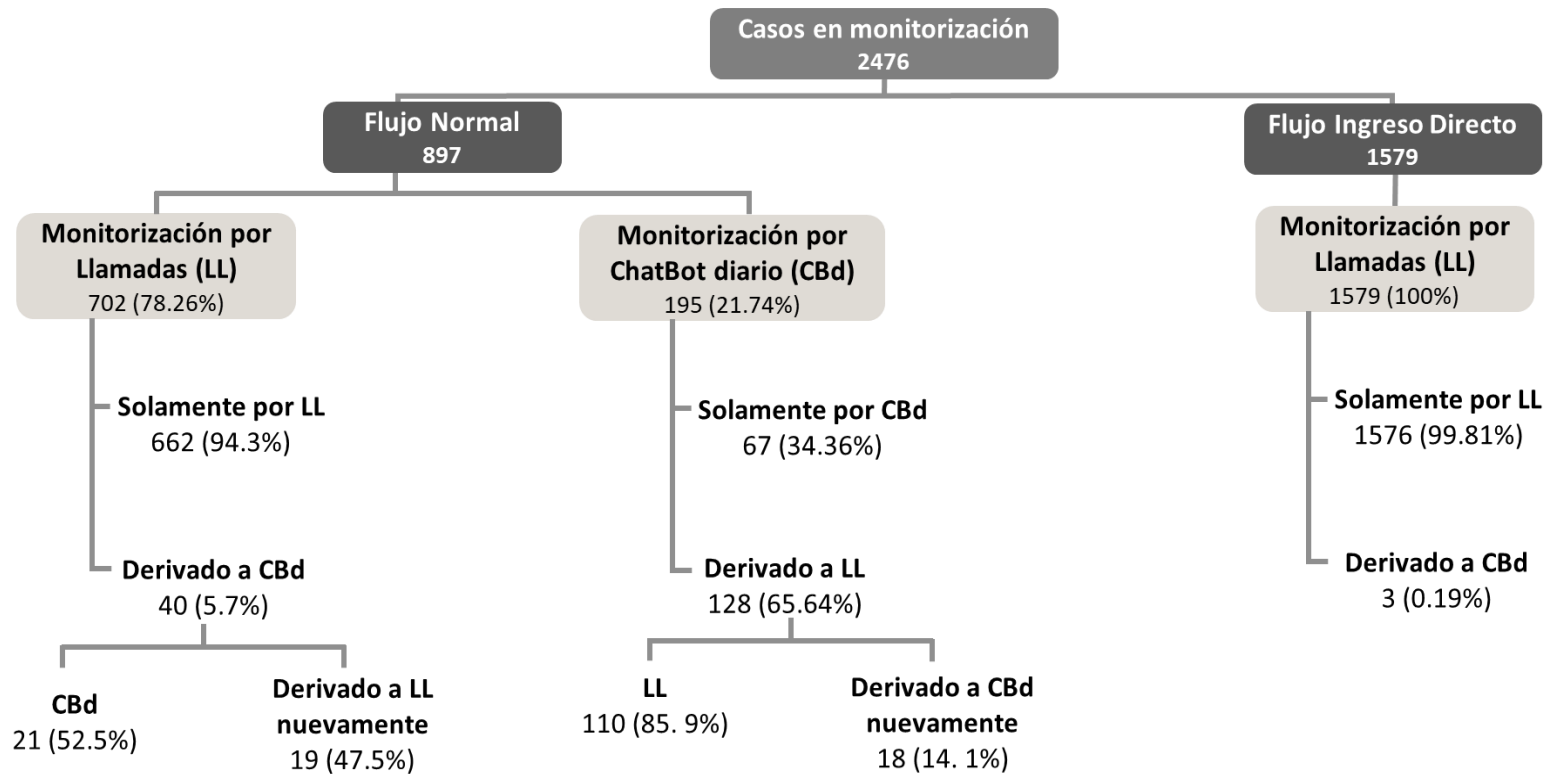 Casos en monitorización
2476
Flujo Normal
897
Flujo Ingreso Directo
1579
Monitorización por
Llamadas (LL)
702 (78.26%)
Monitorización por
ChatBot diario (CBd)
195 (21.74%)
Monitorización por
Llamadas (LL)
1579 (100%)
Solamente por LL
662 (94.3%)
Solamente por CBd
67 (34.36%)
Solamente por LL
1576 (99.81%)
Derivado a CBd
40 (5.7%)
Derivado a LL
128 (65.64%)
Derivado a CBd
3 (0.19%)
CBd
21 (52.5%)
Derivado a LL
nuevamente
19 (47.5%)
LL
110 (85. 9%)
Derivado a CBd
nuevamente
18 (14. 1%)